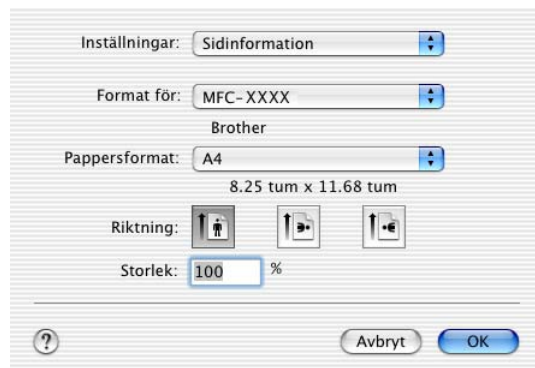 Inställningar: Sidinformation
Format för: MFC-XXXX
Brother
Pappersformat: A4
8.25 tum x 11.68 tum
Riktning:
Storlek: 100 %
? Avbryt OK